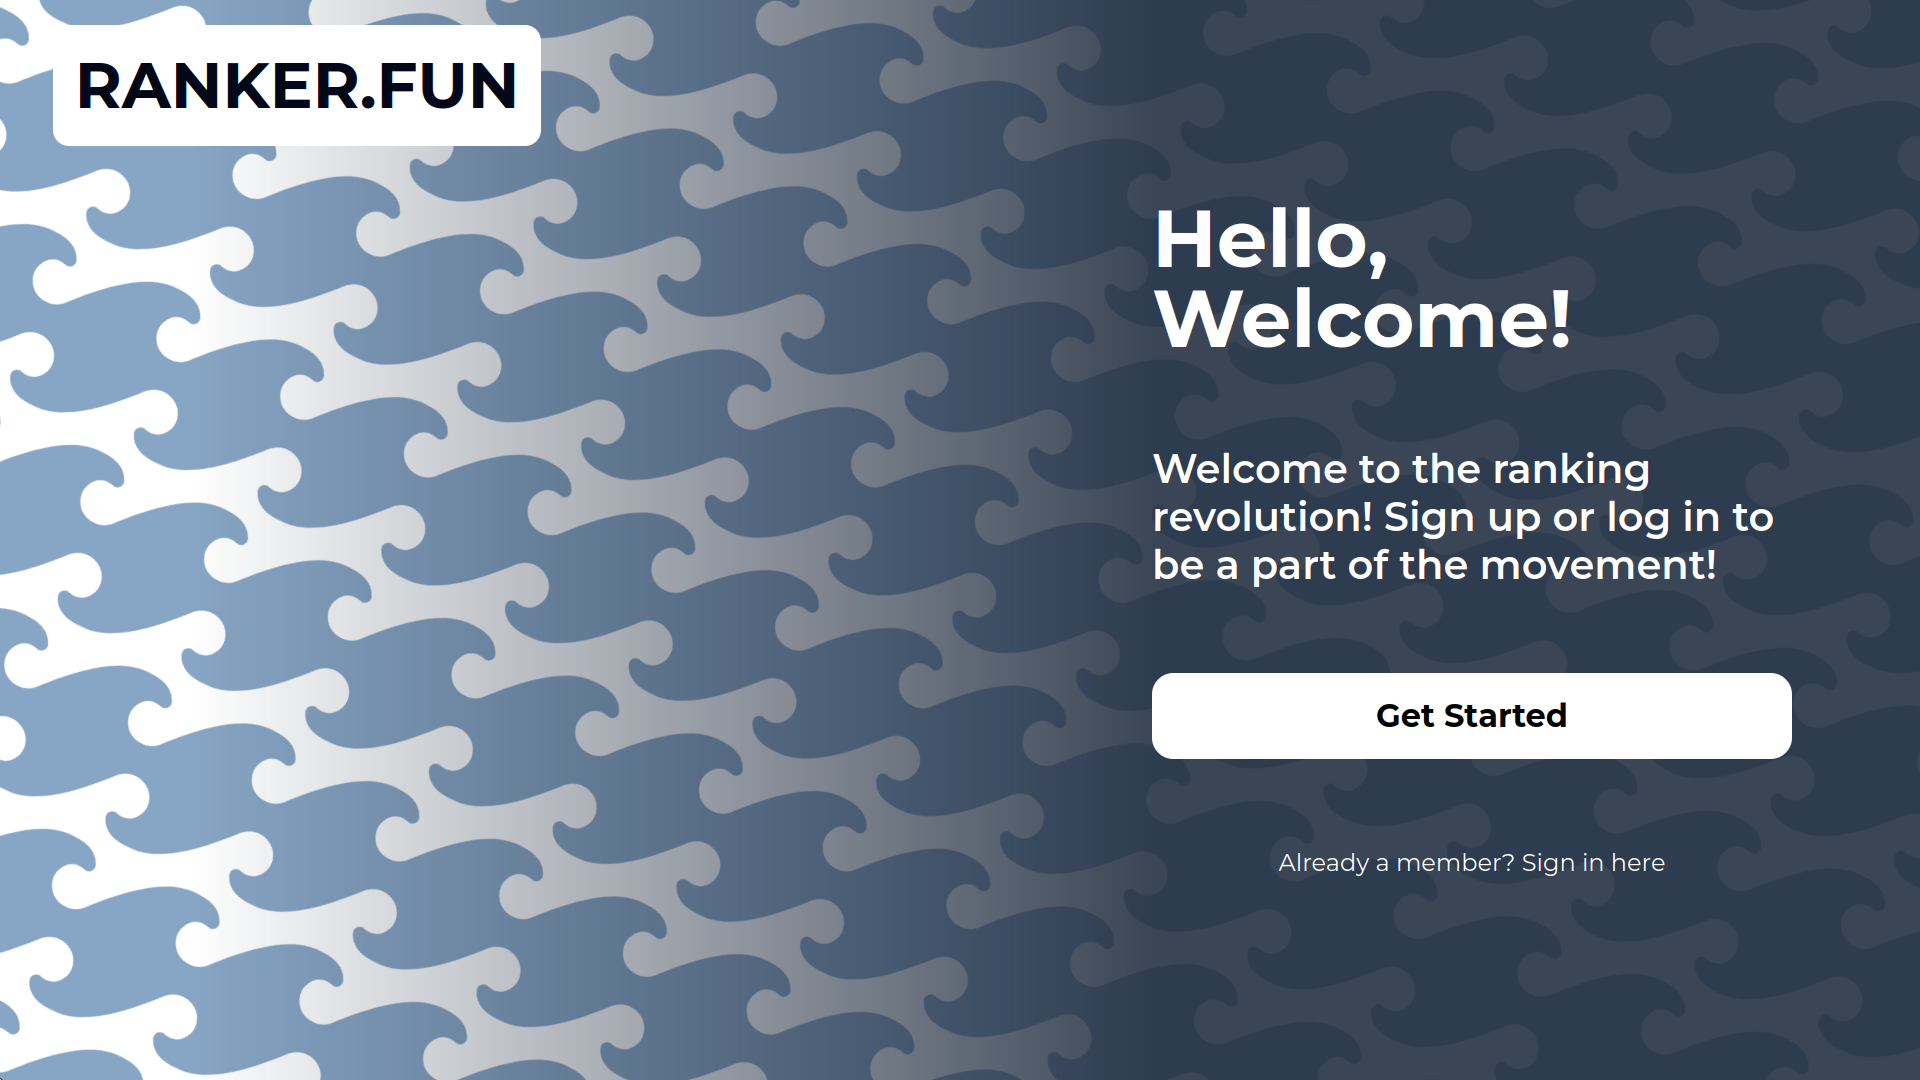 RANKER.FUN
Hello,
Welcome!
Welcome to the ranking
revolution! Sign up or log in to
be a part of the movement!
Get Started
Already a member? Sign in here